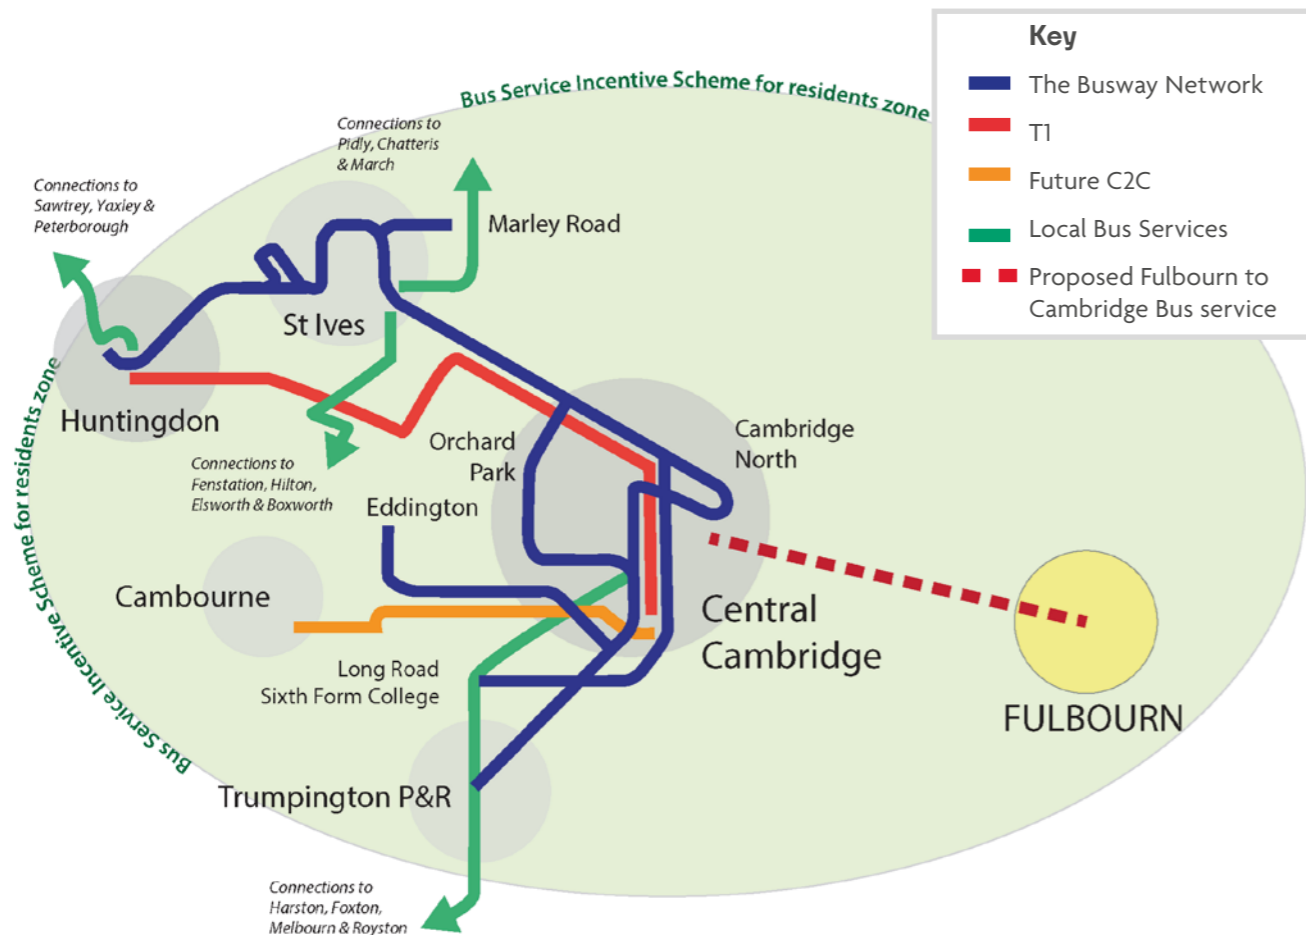 Bus Service Incentive Scheme for residents zone
Key
The Busway Network
T1
Future C2C
Local Bus Services
Proposed Fulbourn to
Cambridge Bus service
Connections to
Pidly, Chatteris
& March
Connections to
Sawtrey, Yaxley &
Peterborough
Marley Road
St Ives
Huntingdon
Bus Service Incentive Scheme for residents zone
Orchard
Park
Cambridge
North
Connections to
Fenstation, Hilton,
Elsworth & Boxworth
Eddington
Cambourne
Central
Cambridge
Long Road
Sixth Form College
FULBOURN
Trumpington P&R
Connections to
Harston, Foxton,
Melbourn & Royston